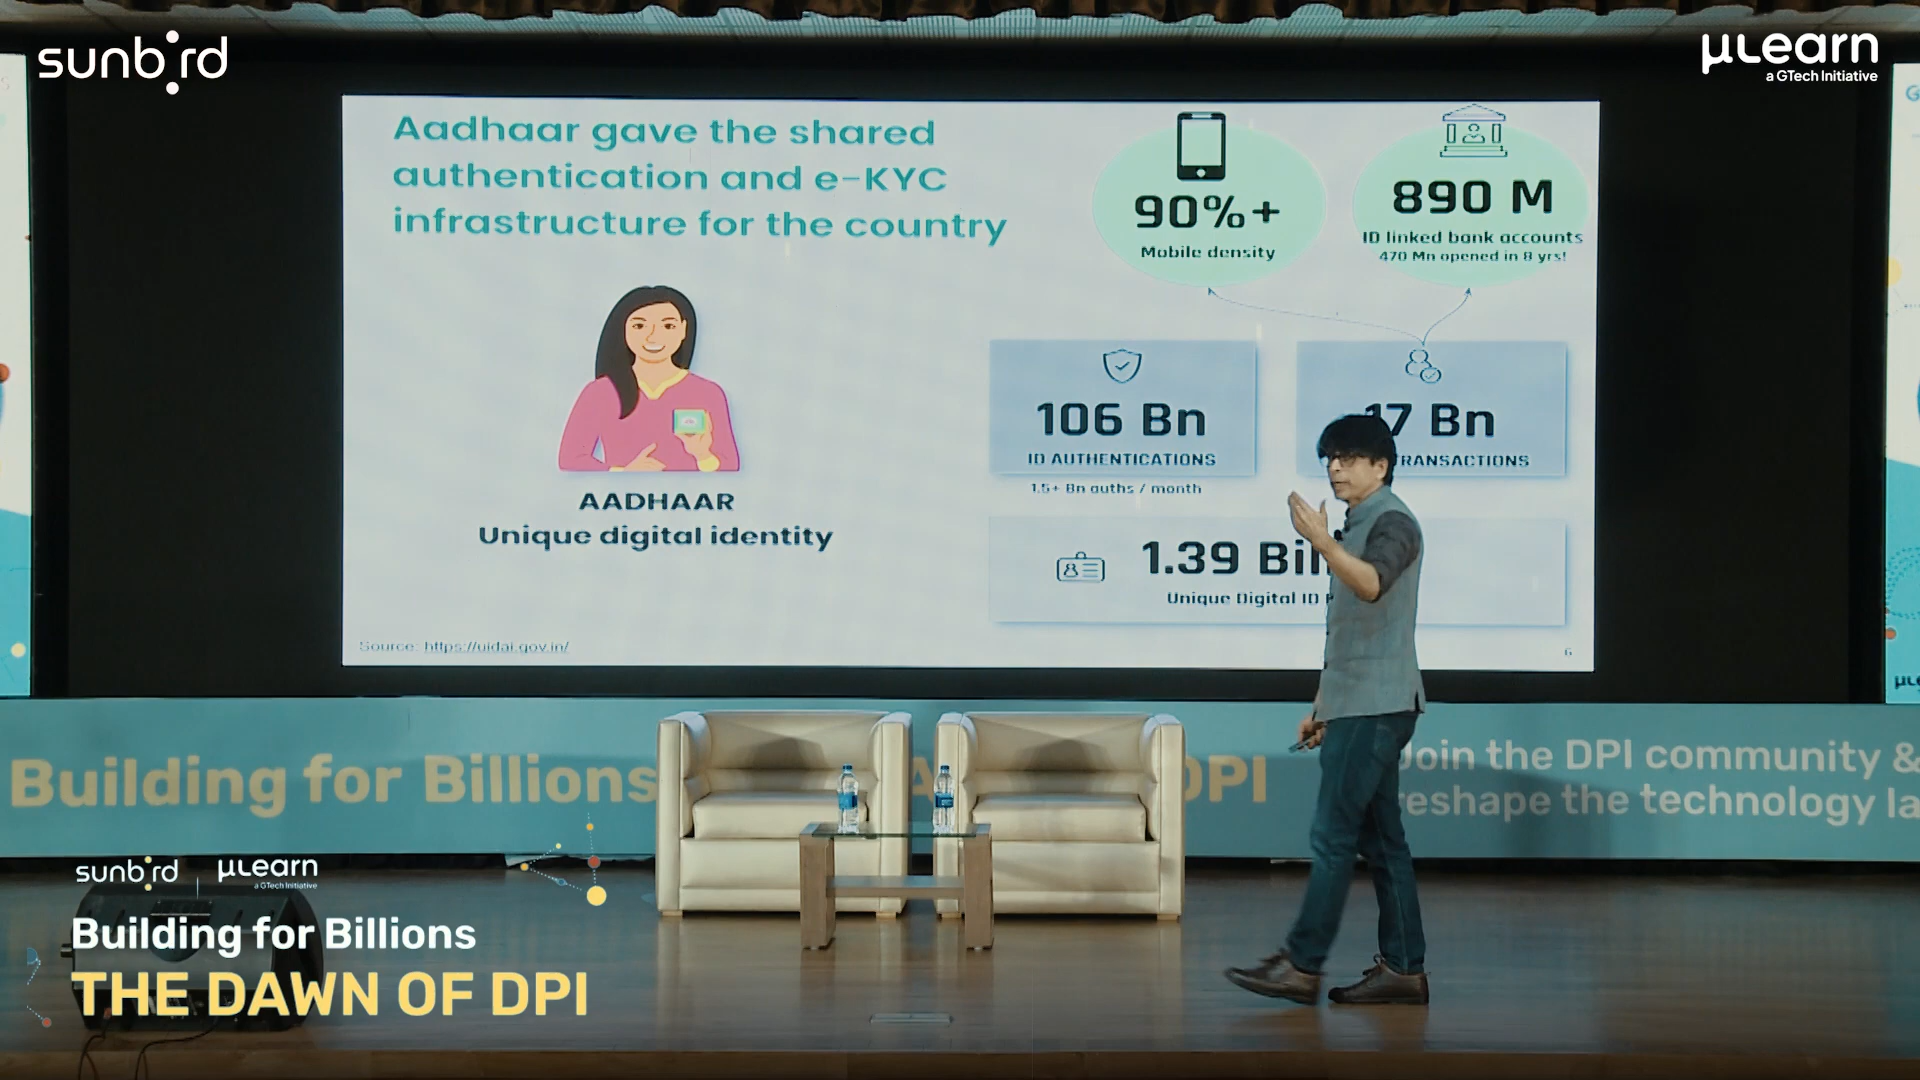 sunbird
µLearn
a GTech Initiative
Aadhaar gave the shared
authentication and e-KYC
infrastructure for the country
90%+
Mobile density
890 M
ID linked bank accounts
470 Mn opened in 8 yrs!
106 Bn
ID AUTHENTICATIONS
1.5+ Bn auths / month
17 Bn
RANSACTIONS
1.39 Bil
Unique Digital ID
AADHAAR
Unique digital identity
Source: https://uidai.gov.in/
6
Building for Billions
DPI
Join the DPI community &
eshape the technology la
sunbird
µLearn
a GTech Initiative
Building for Billions
THE DAWN OF DPI